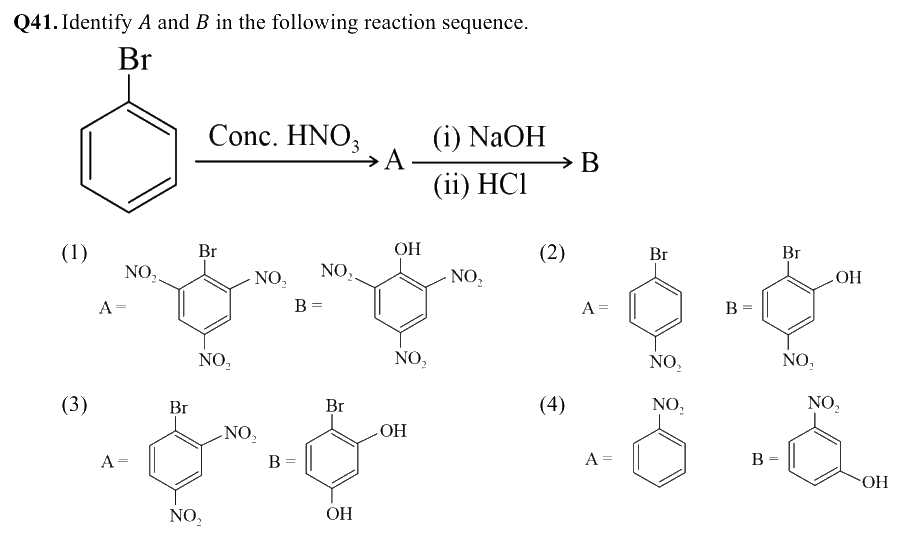 Q41. Identify A and B in the following reaction sequence.
Br
Conc. HNO₃ A (i) NaOH B
(ii) HCl
(1) A = Br NO₂ NO₂ NO₂ B = OH NO₂ NO₂ NO₂
(2) A = Br NO₂ B = Br OH NO₂
(3) A = Br NO₂ NO₂ B = Br OH OH
(4) A = NO₂ B = NO₂ OH